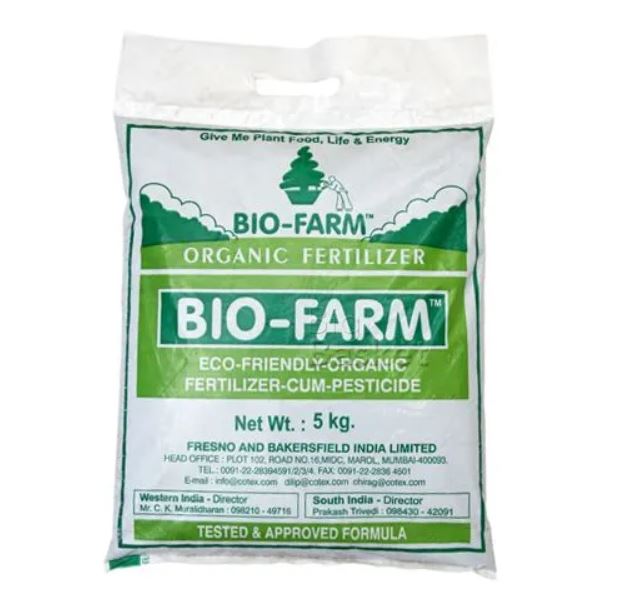 Give Me Plant Food, Life & Energy
BIO-FARM™
ORGANIC FERTILIZER
BIO-FARM™
Big Basket
ECO-FRIENDLY-ORGANIC
FERTILIZER-CUM-PESTICIDE
Net Wt. : 5 kg.
FRESNO AND BAKERSFIELD INDIA LIMITED
HEAD OFFICE : PLOT 102, ROAD NO.16,MIDC, MAROL, MUMBAI-400093.
TEL.: 0091-22-28394591/2/3/4. FAX: 0091-22-2836 4501
E-mail : info@cotex.com dilip@cotex.com chirag@cotex.com
Western India - Director
Mr. C. K. Muralidharan : 098210 - 49716
South India - Director
Prakash Trivedi : 098430 - 42091
TESTED & APPROVED FORMULA